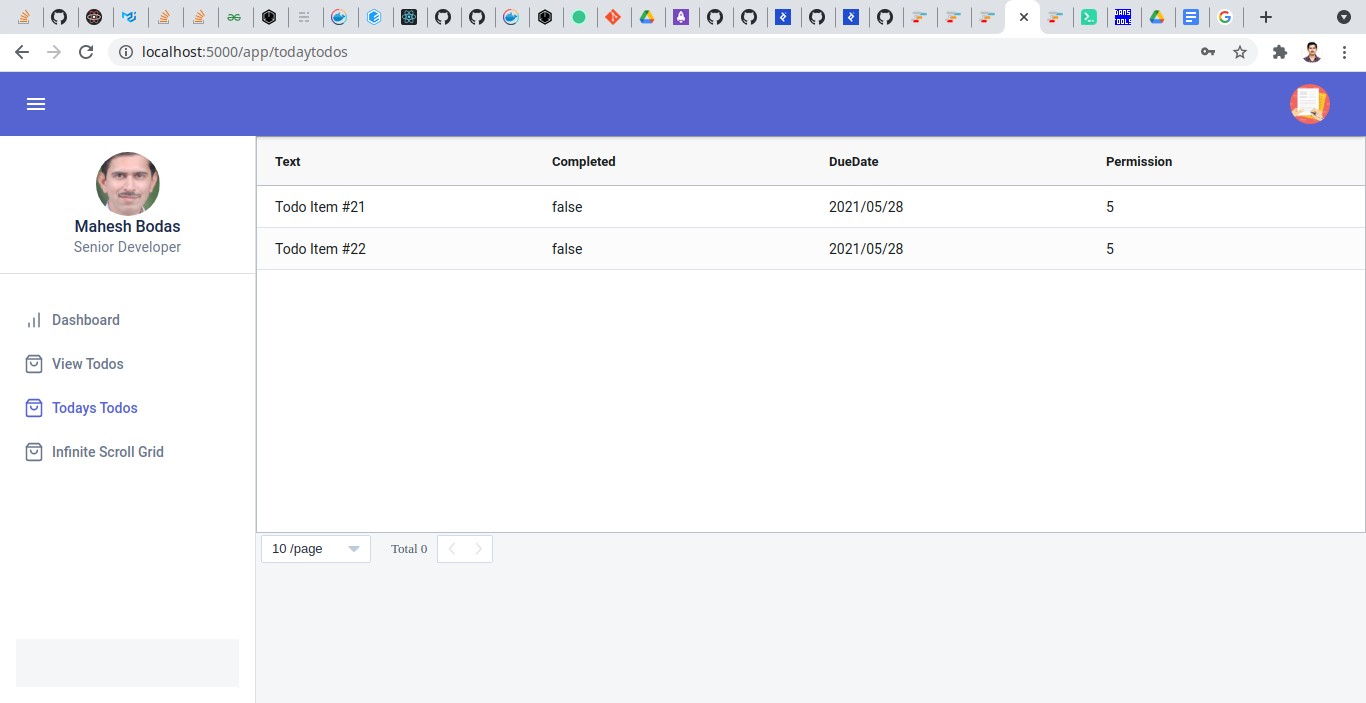 localhost:5000/app/todaytodos
Mahesh Bodas
Senior Developer
Dashboard
View Todos
Todays Todos
Infinite Scroll Grid
Text Completed DueDate Permission
Todo Item #21 false 2021/05/28 5
Todo Item #22 false 2021/05/28 5
10 /page Total 0